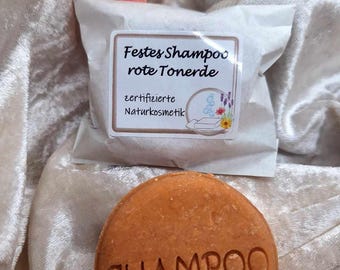 Festes Shampoo
rote Tonerde
zertifizierte
Naturkosmetik
SHAMPOO